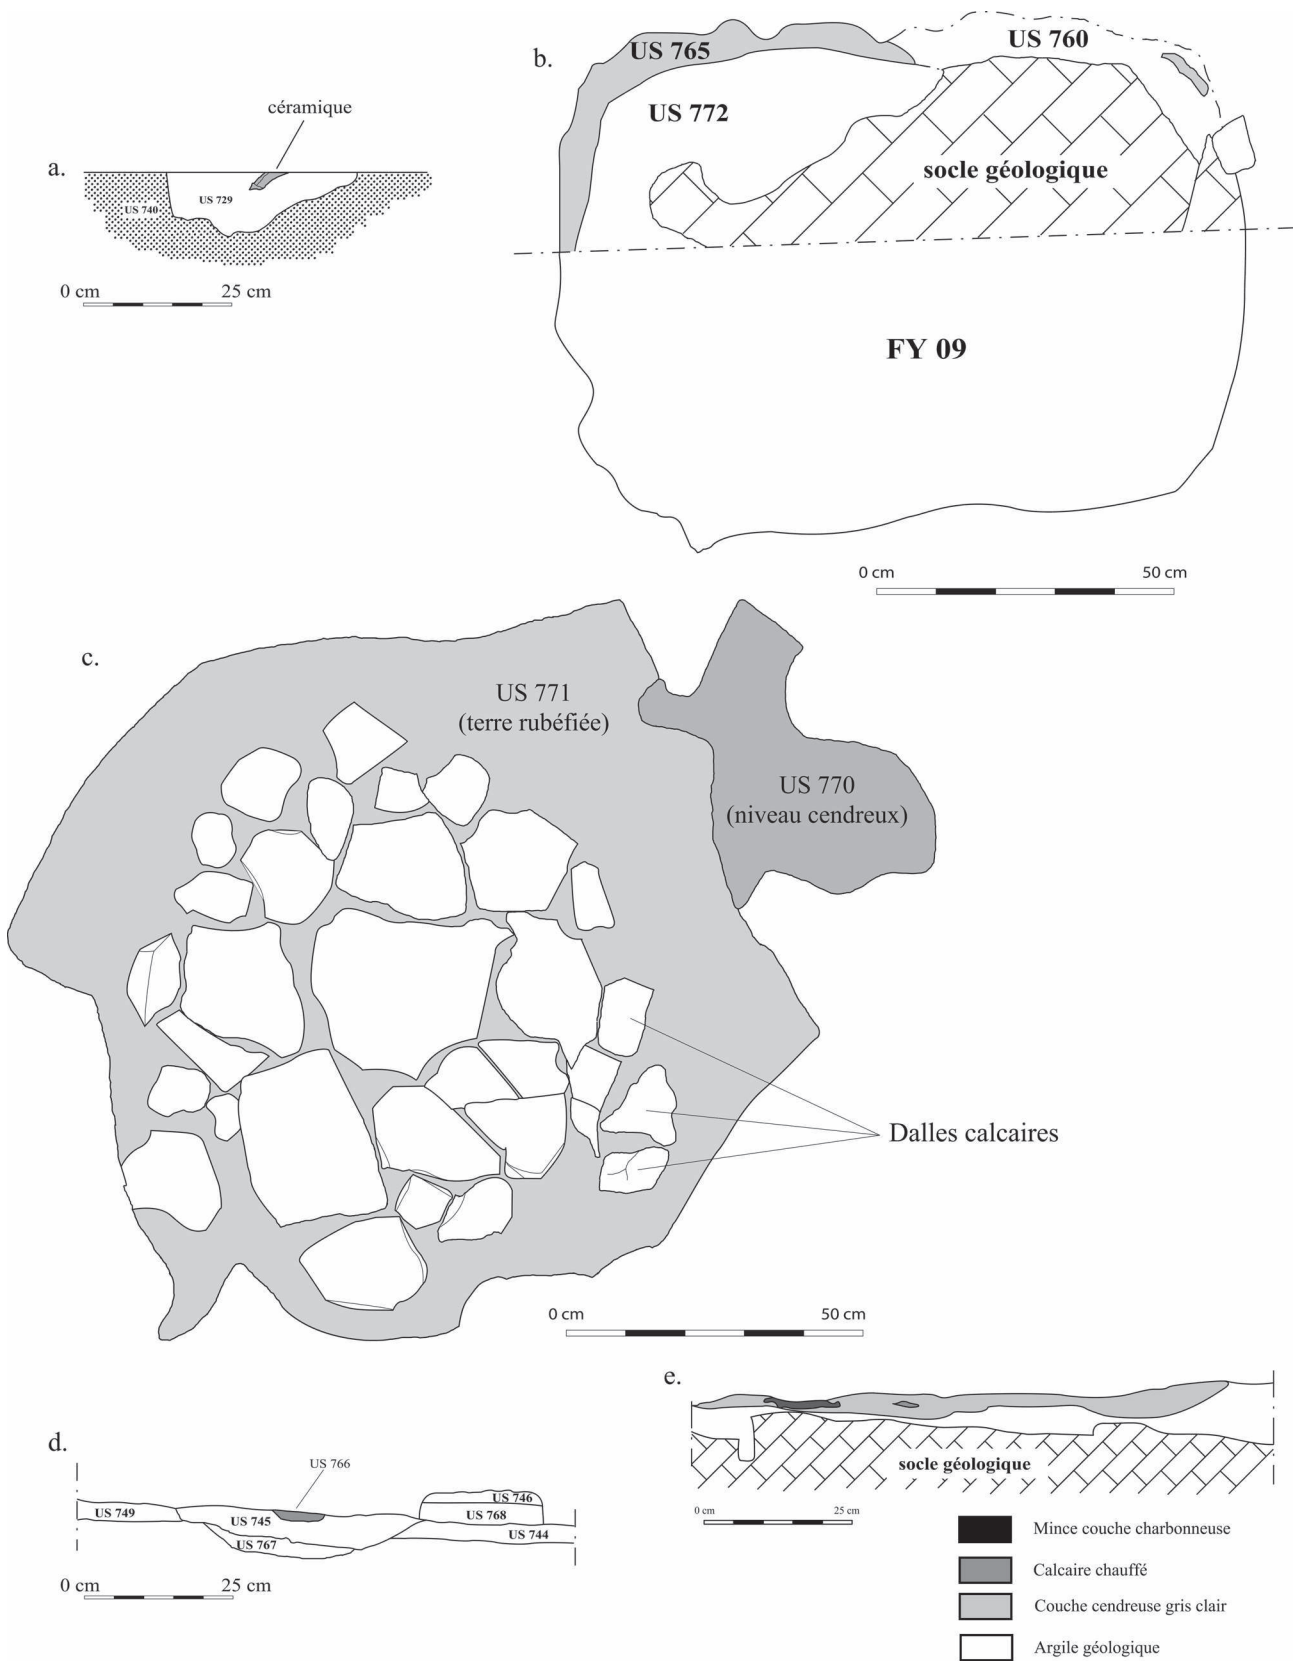 a.
céramique
US 740
US 729
0 cm 25 cm
b.
US 765
US 760
US 772
socle géologique
FY 09
0 cm 50 cm
c.
US 771
(terre rubéfiée)
US 770
(niveau cendreux)
Dalles calcaires
0 cm 50 cm
d.
US 766
US 749
US 745
US 767
US 746
US 768
US 744
0 cm 25 cm
e.
socle géologique
0 cm 25 cm
Mince couche charbonneuse
Calcaire chauffé
Couche cendreuse gris clair
Argile géologique